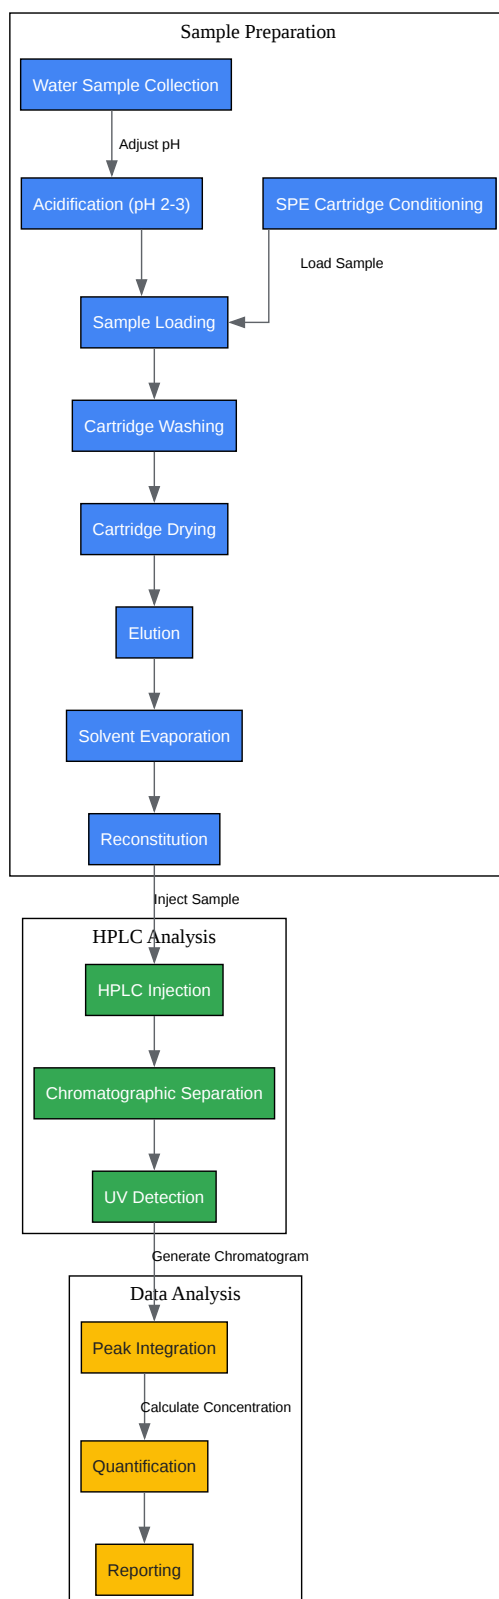 Sample Preparation
Water Sample Collection
Adjust pH
Acidification (pH 2-3)
SPE Cartridge Conditioning
Load Sample
Sample Loading
Cartridge Washing
Cartridge Drying
Elution
Solvent Evaporation
Reconstitution
Inject Sample
HPLC Analysis
HPLC Injection
Chromatographic Separation
UV Detection
Generate Chromatogram
Data Analysis
Peak Integration
Calculate Concentration
Quantification
Reporting